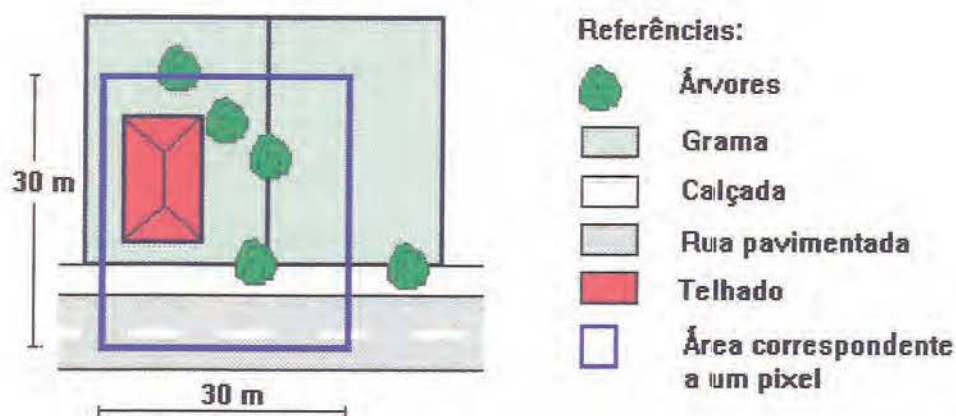 Referências:
Árvores
Grama
Calçada
Rua pavimentada
Telhado
Área correspondente
a um pixel
30 m
30 m